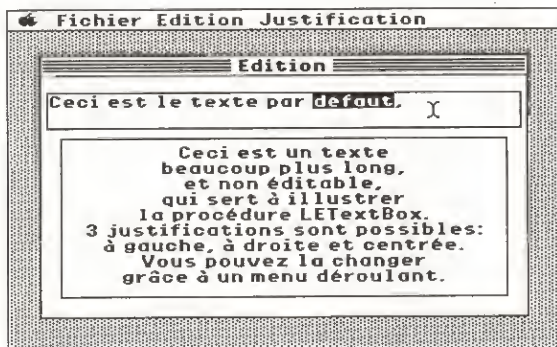 Fichier Edition Justification
Edition
Ceci est le texte par defaut.
Ceci est un texte
beaucoup plus long,
et non éditable,
qui sert à illustrer
la procédure LETextBox.
3 justifications sont possibles:
à gauche, à droite et centrée.
Vous pouvez la changer
grâce à un menu déroulant.